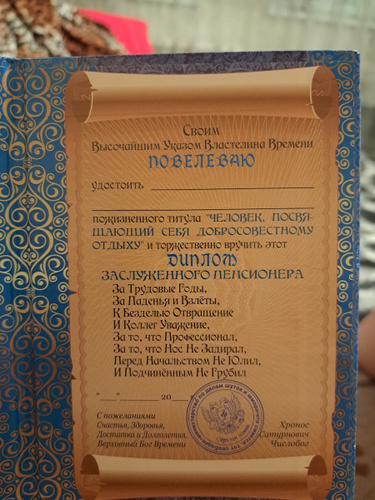 Своим
Высочайшим Указом Властелина Времени
ПОВЕЛЕВАЮ
удостоить
пожизненного титула "ЧЕЛОВЕК, ПОСВЯ-
ЩАЮЩИЙ СЕБЯ ДОБРОСОВЕСТНОМУ
ОТДЫХУ" и торжественно вручить этот
ДИПЛОМ
ЗАСЛУЖЕННОГО ПЕНСИОНЕРА
За Трудовые Годы,
За Паденья и Взлёты,
К Безделью Отвращение
И Коллег Уважение,
За то, что Профессионал,
За то, что Нос Не Задирал,
Перед Начальством Не Юлил,
И Подчинённым Не Грубил
"__" ______ 20
С пожеланиями
Счастья, Здоровья,
Достатка и Долголетия,
Верховный Бог Времени
Хронос
Сатурнович
Числобог